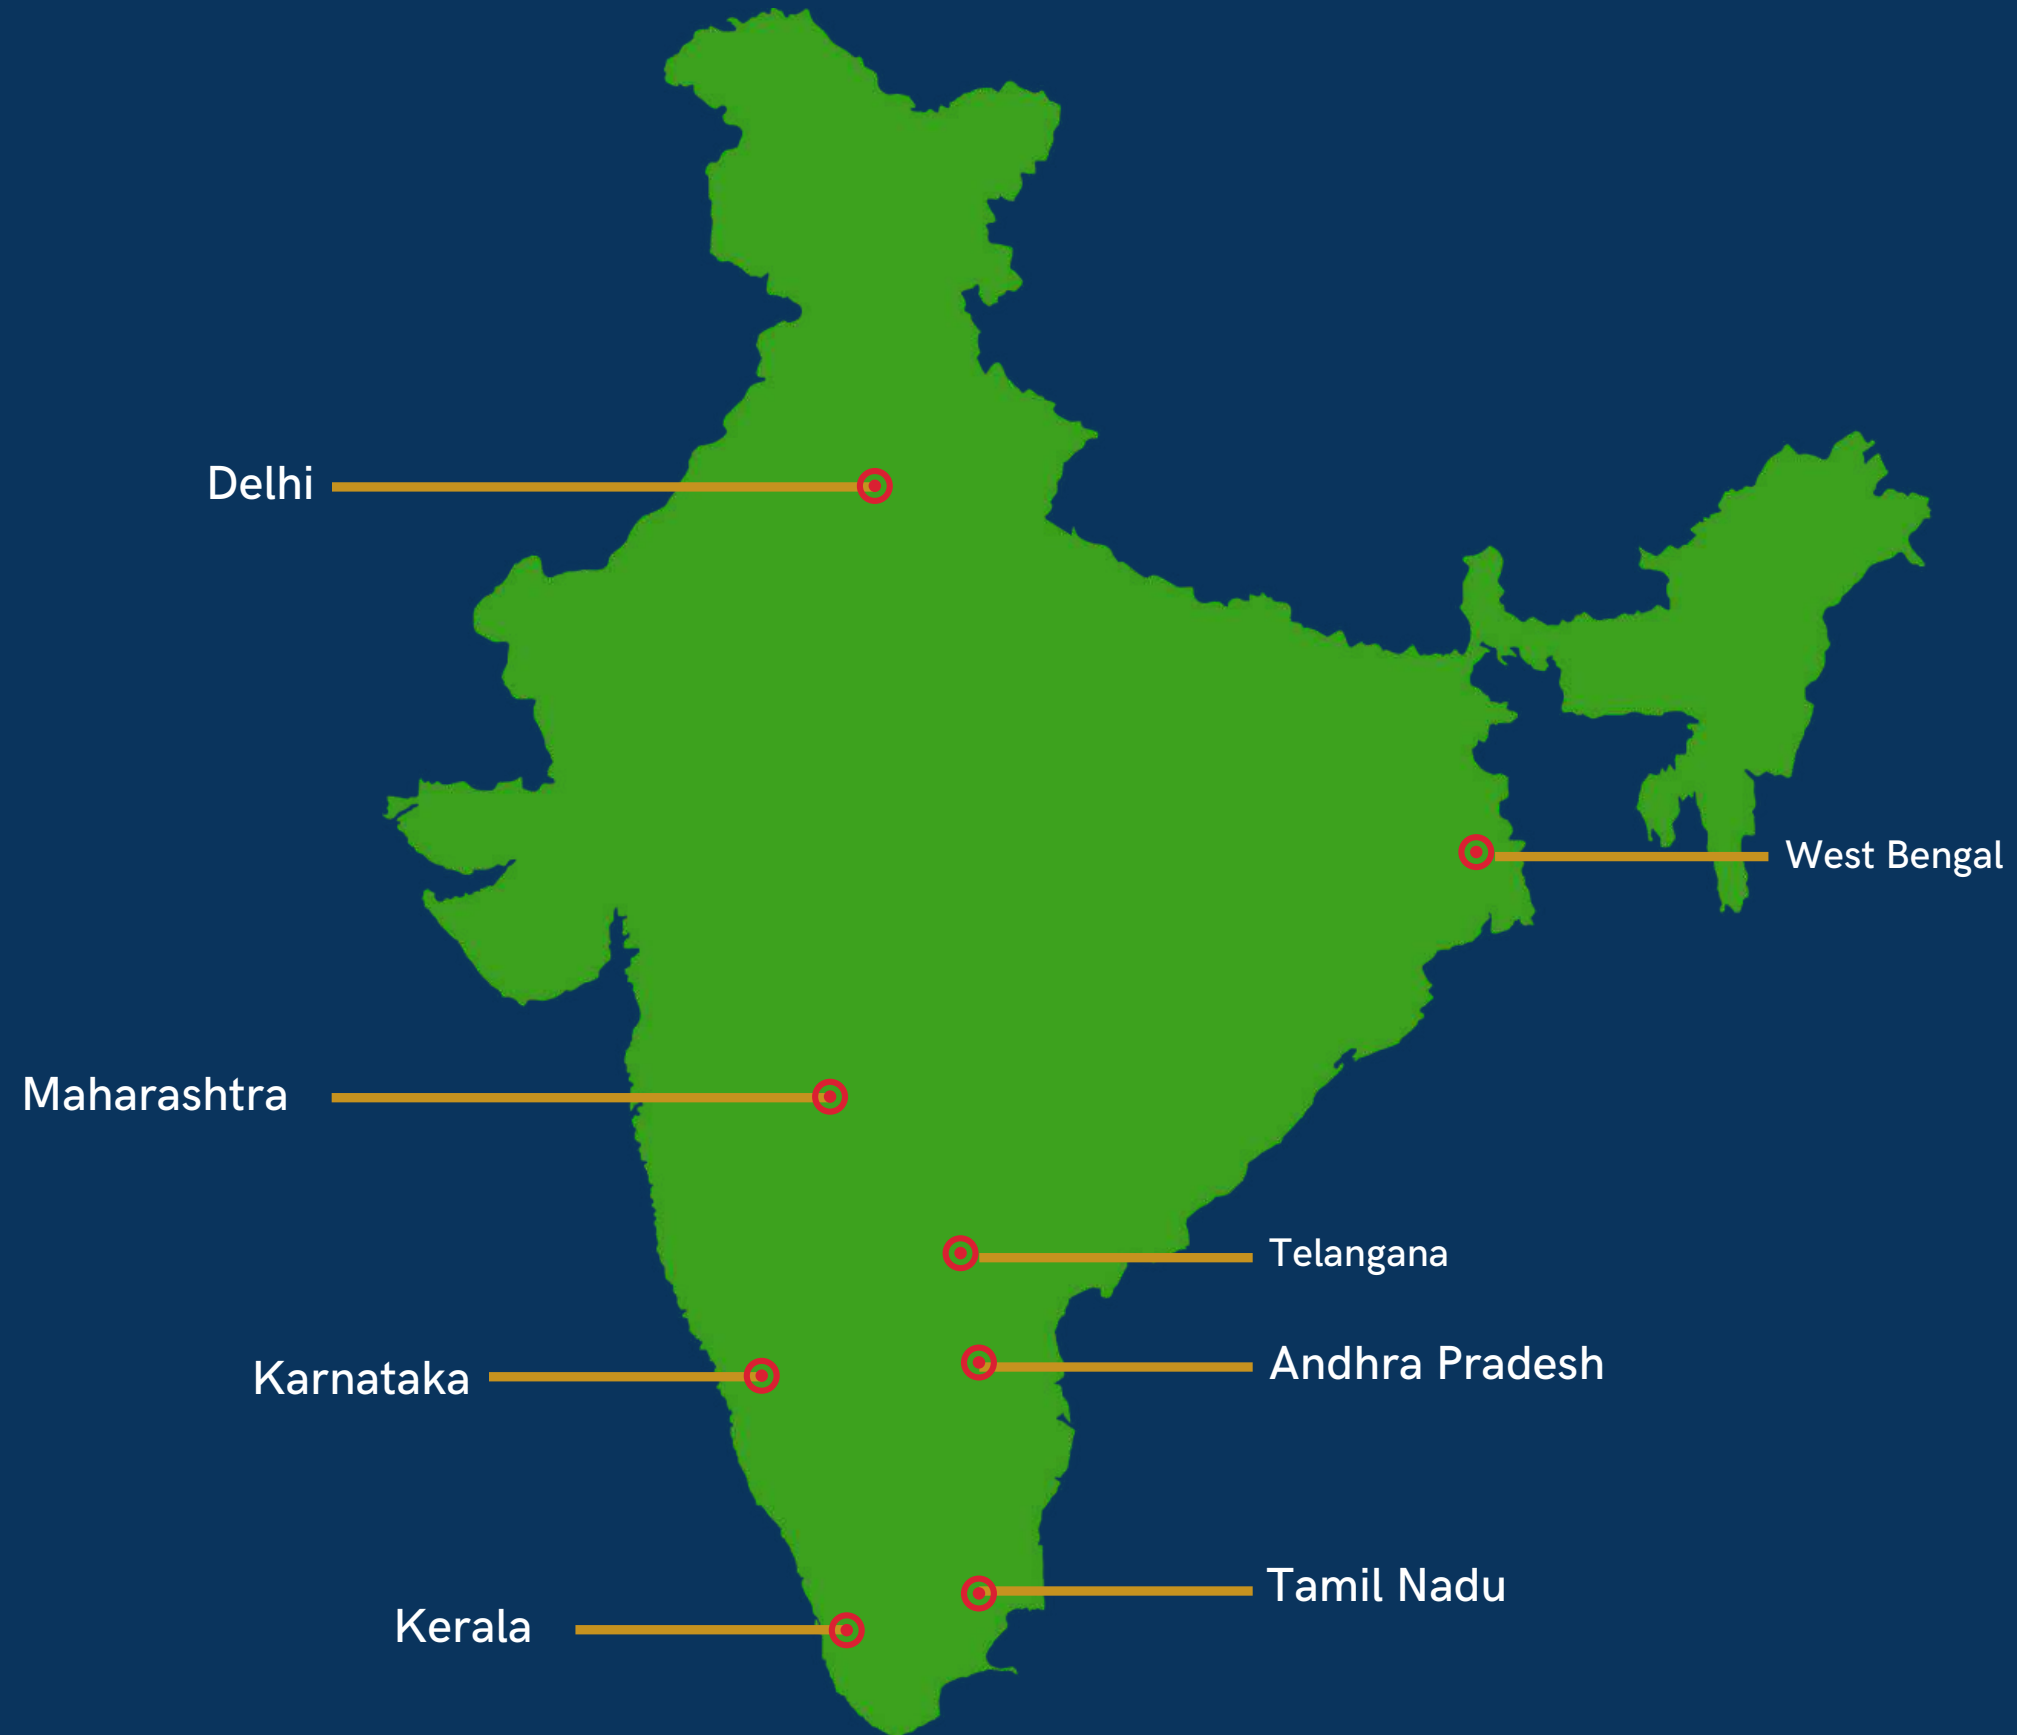 Delhi
West Bengal
Maharashtra
Telangana
Andhra Pradesh
Karnataka
Tamil Nadu
Kerala